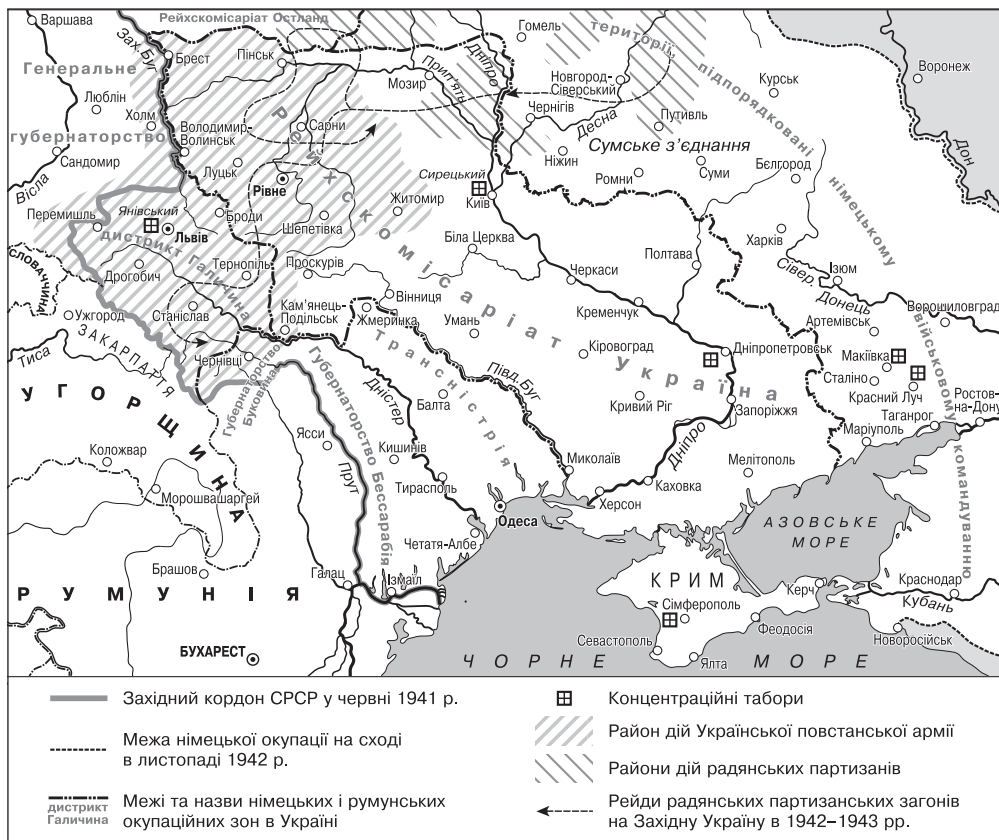 Рейхскомісаріат Остланд
Варшава
Зах. Буг
Брест
Пінськ
Мозир
Прип'ять
Дніпро
Гомель
території,
підпорядковані
німецькому
військовому
командуванню
Новгород-
Сіверський
Курськ
Воронеж
Генеральне
губернаторство
Люблін
Холм
Володимир-
Волинськ
Сарни
Чернігів
Десна
Путивль
Дон
Сандомир
Вісла
Луцьк
Рівне
Рейхскомісаріат Україна
Ніжин
Сумське з'єднання
Ромни
Суми
Бєлгород
Сирецький
Київ
Житомир
Перемишль
Янівський
Львів
Броди
Шепетівка
дистрикт Галичина
Біла Церква
Полтава
Харків
СЛОВАЧЧИНА
Дрогобич
Тернопіль
Проскурів
Черкаси
Сівер. Донець
Ізюм
Ворошиловград
Ужгород
Станіслав
Кам'янець-
Подільськ
Вінниця
Жмеринка
Умань
Кременчук
Артемівськ
ЗАКАРПАТТЯ
Тиса
Чернівці
Губернаторство
Буковина
Трансністрія
Півд. Буг
Кіровоград
Дніпропетровськ
Макіївка
Сталіно
Красний Луч
Ростов-
на-Дону
УГОРЩИНА
Губернаторство Бессарабія
Дністер
Балта
Кривий Ріг
Запоріжжя
Таганрог
Маріуполь
Коложвар
Ясси
Прут
Кишинів
Миколаїв
Дніпро
Мелітополь
Морошвашаргей
Тирасполь
Херсон
Каховка
Одеса
Четатя-Албе
АЗОВСЬКЕ
МОРЕ
Брашов
Галац
Ізмаїл
КРИМ
Керч
Краснодар
Кубань
РУМУНІЯ
Сімферополь
Феодосія
Новоросійськ
Севастополь
Ялта
БУХАРЕСТ
ЧОРНЕ МОРЕ
Західний кордон СРСР у червні 1941 р.
Межа німецької окупації на сході
в листопаді 1942 р.
дистрикт
Галичина
Межі та назви німецьких і румунських
окупаційних зон в Україні
Концентраційні табори
Район дій Української повстанської армії
Райони дій радянських партизанів
Рейди радянських партизанських загонів
на Західну Україну в 1942–1943 рр.